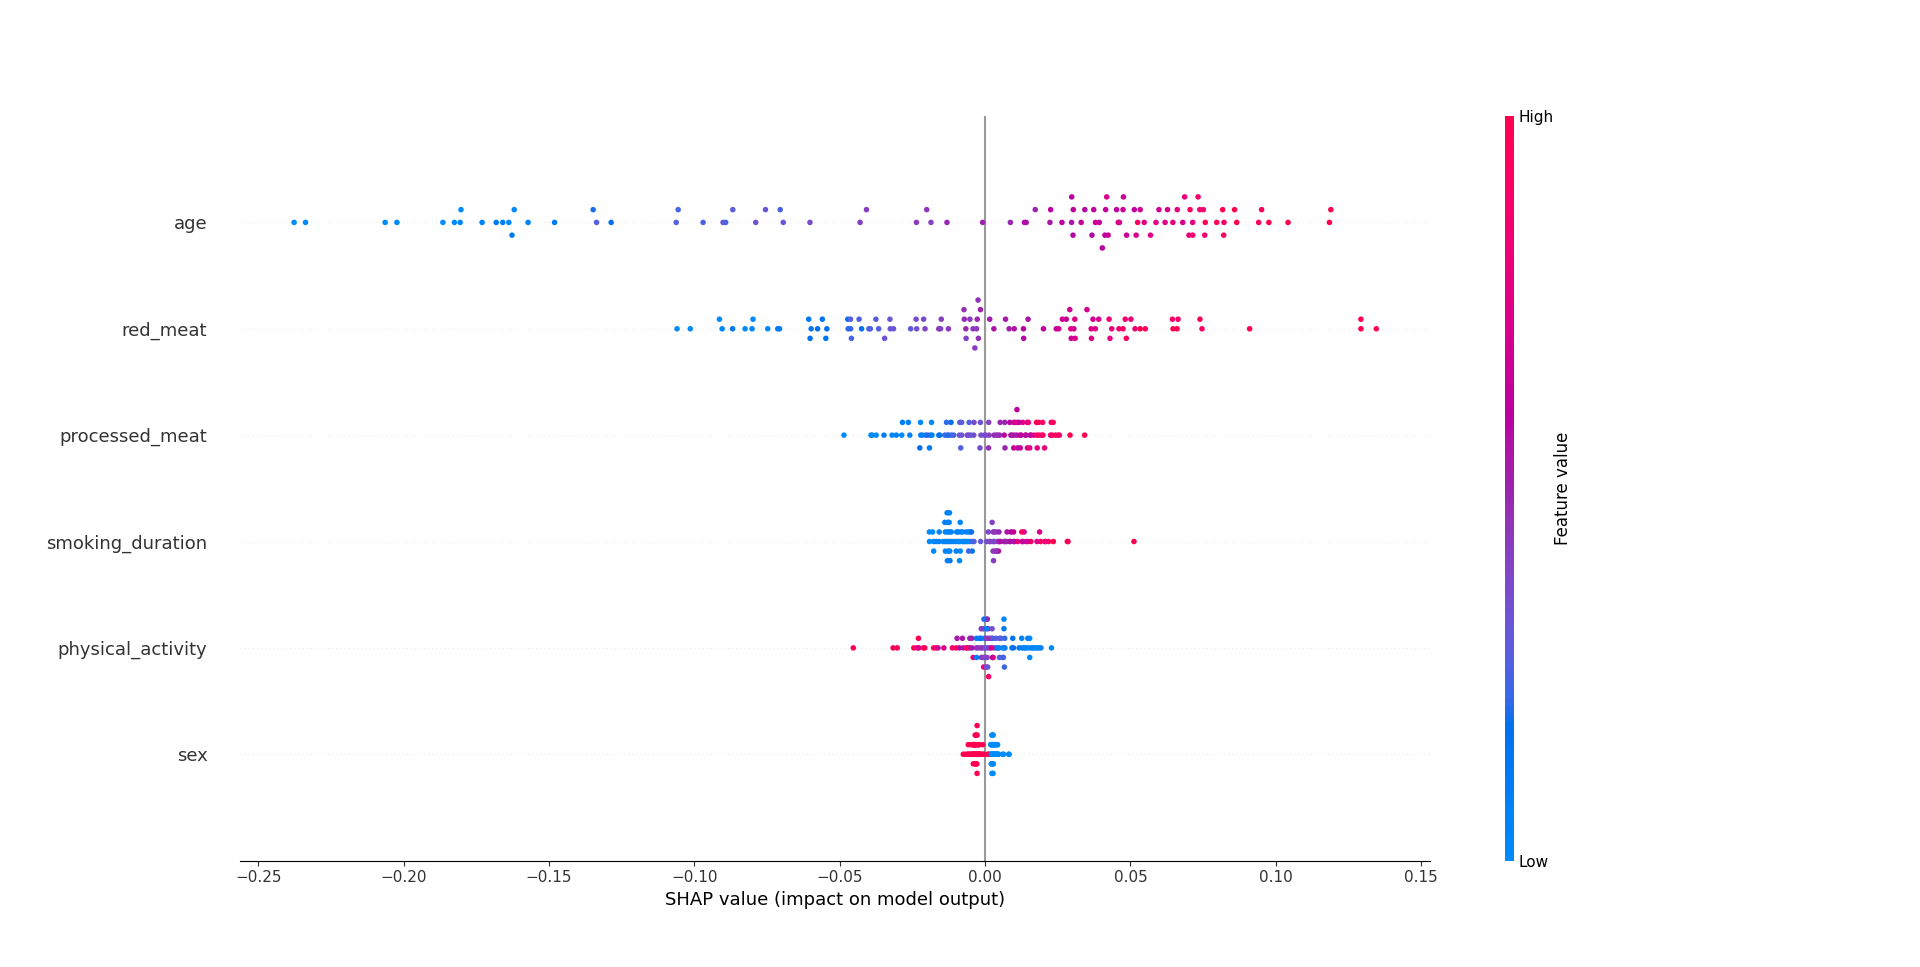 High
age
red_meat
processed_meat
Feature value
smoking_duration
physical_activity
sex
Low
−0.25 −0.20 −0.15 −0.10 −0.05 0.00 0.05 0.10 0.15
SHAP value (impact on model output)